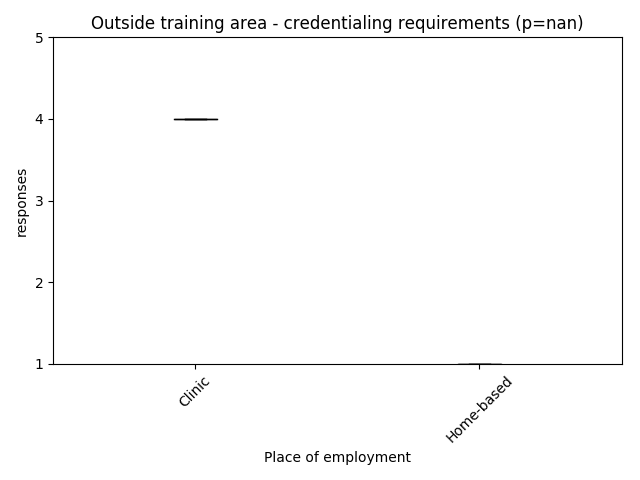 Outside training area - credentialing requirements (p=nan)
5
4
3
2
1
responses
Clinic
Home-based
Place of employment